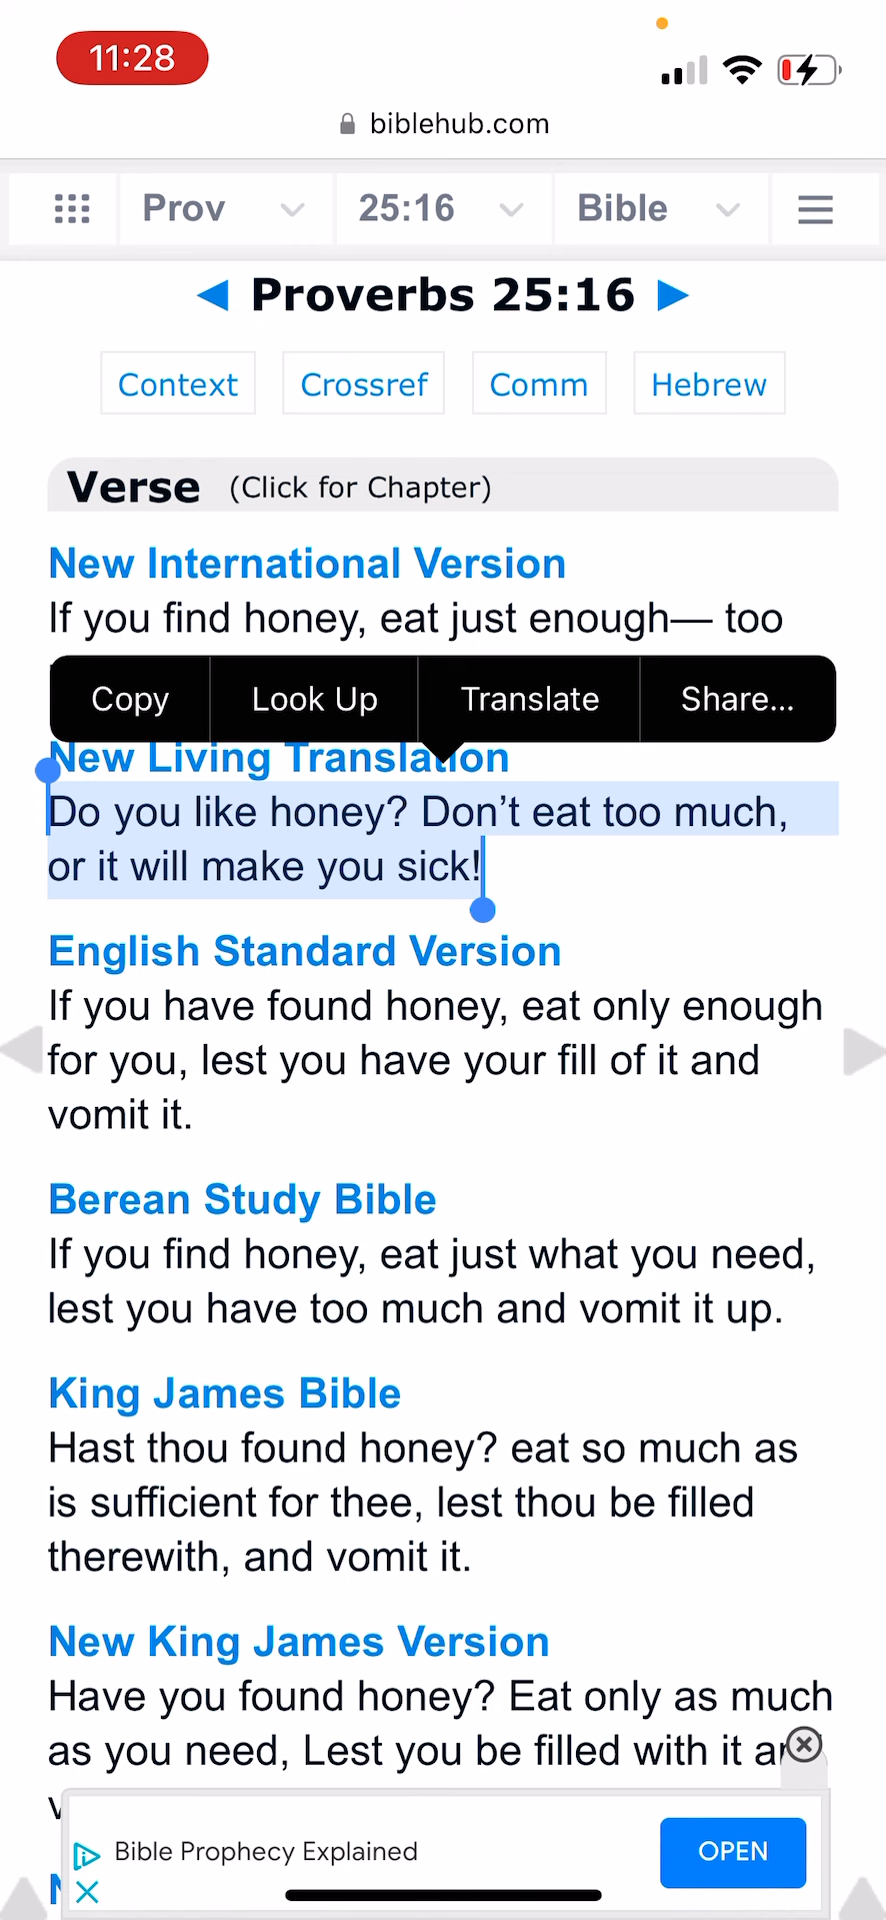 11:28
biblehub.com
Prov 25:16 Bible
Proverbs 25:16
Context Crossref Comm Hebrew
Verse (Click for Chapter)
New International Version
If you find honey, eat just enough— too
Copy Look Up Translate Share...
New Living Translation
Do you like honey? Don’t eat too much,
or it will make you sick!
English Standard Version
If you have found honey, eat only enough
for you, lest you have your fill of it and
vomit it.
Berean Study Bible
If you find honey, eat just what you need,
lest you have too much and vomit it up.
King James Bible
Hast thou found honey? eat so much as
is sufficient for thee, lest thou be filled
therewith, and vomit it.
New King James Version
Have you found honey? Eat only as much
as you need, Lest you be filled with it
Bible Prophecy Explained
OPEN